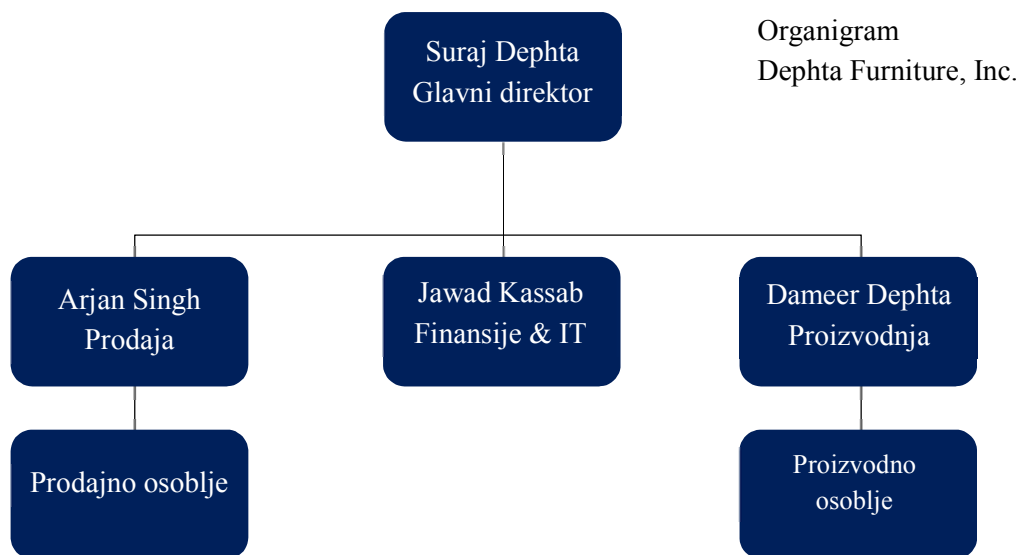 Organigram
Dephta Furniture, Inc.
Suraj Dephta
Glavni direktor
Arjan Singh
Prodaja
Jawad Kassab
Finansije & IT
Dameer Dephta
Proizvodnja
Prodajno osoblje
Proizvodno
osoblje